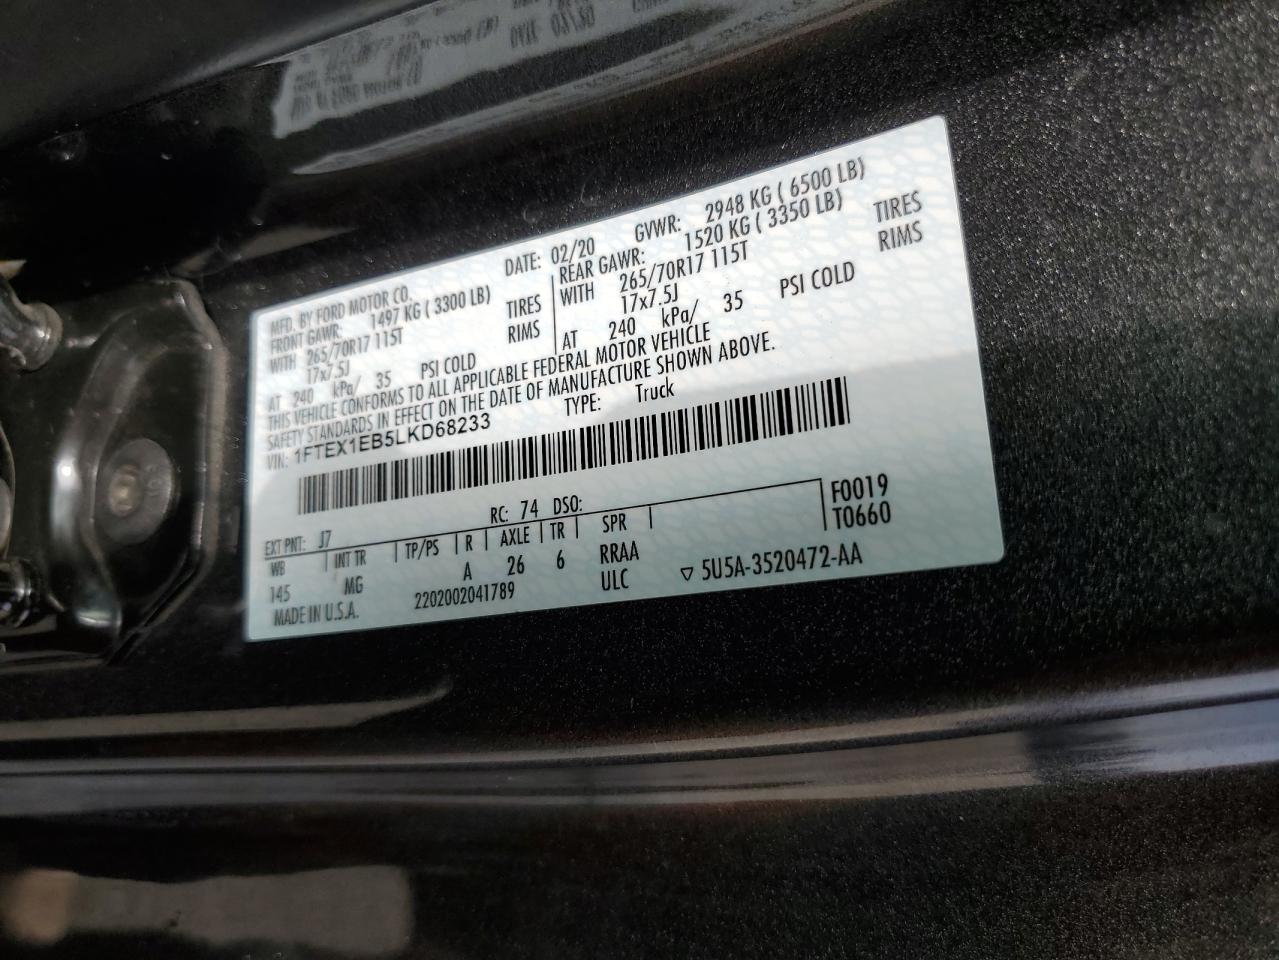 MFD. BY FORD MOTOR CO.
DATE: 02/20 GVWR: 2948 KG ( 6500 LB)
FRONT GAWR: 1497 KG ( 3300 LB)
WITH 265/70R17 115T TIRES
17x7.5J RIMS
AT 240 kPa/ 35 PSI COLD
REAR GAWR: 1520 KG ( 3350 LB)
WITH 265/70R17 115T TIRES
17x7.5J RIMS
AT 240 kPa/ 35 PSI COLD
THIS VEHICLE CONFORMS TO ALL APPLICABLE FEDERAL MOTOR VEHICLE
SAFETY STANDARDS IN EFFECT ON THE DATE OF MANUFACTURE SHOWN ABOVE.
VIN: 1FTEX1EB5LKD68233 TYPE: Truck
EXT PNT: J7 RC: 74 DSO: F0019
WB INT TR TP/PS R AXLE TR SPR T0660
145 MG A 26 6 RRAA
MADE IN U.S.A. 2202002041789 ULC ▽ 5U5A-3520472-AA